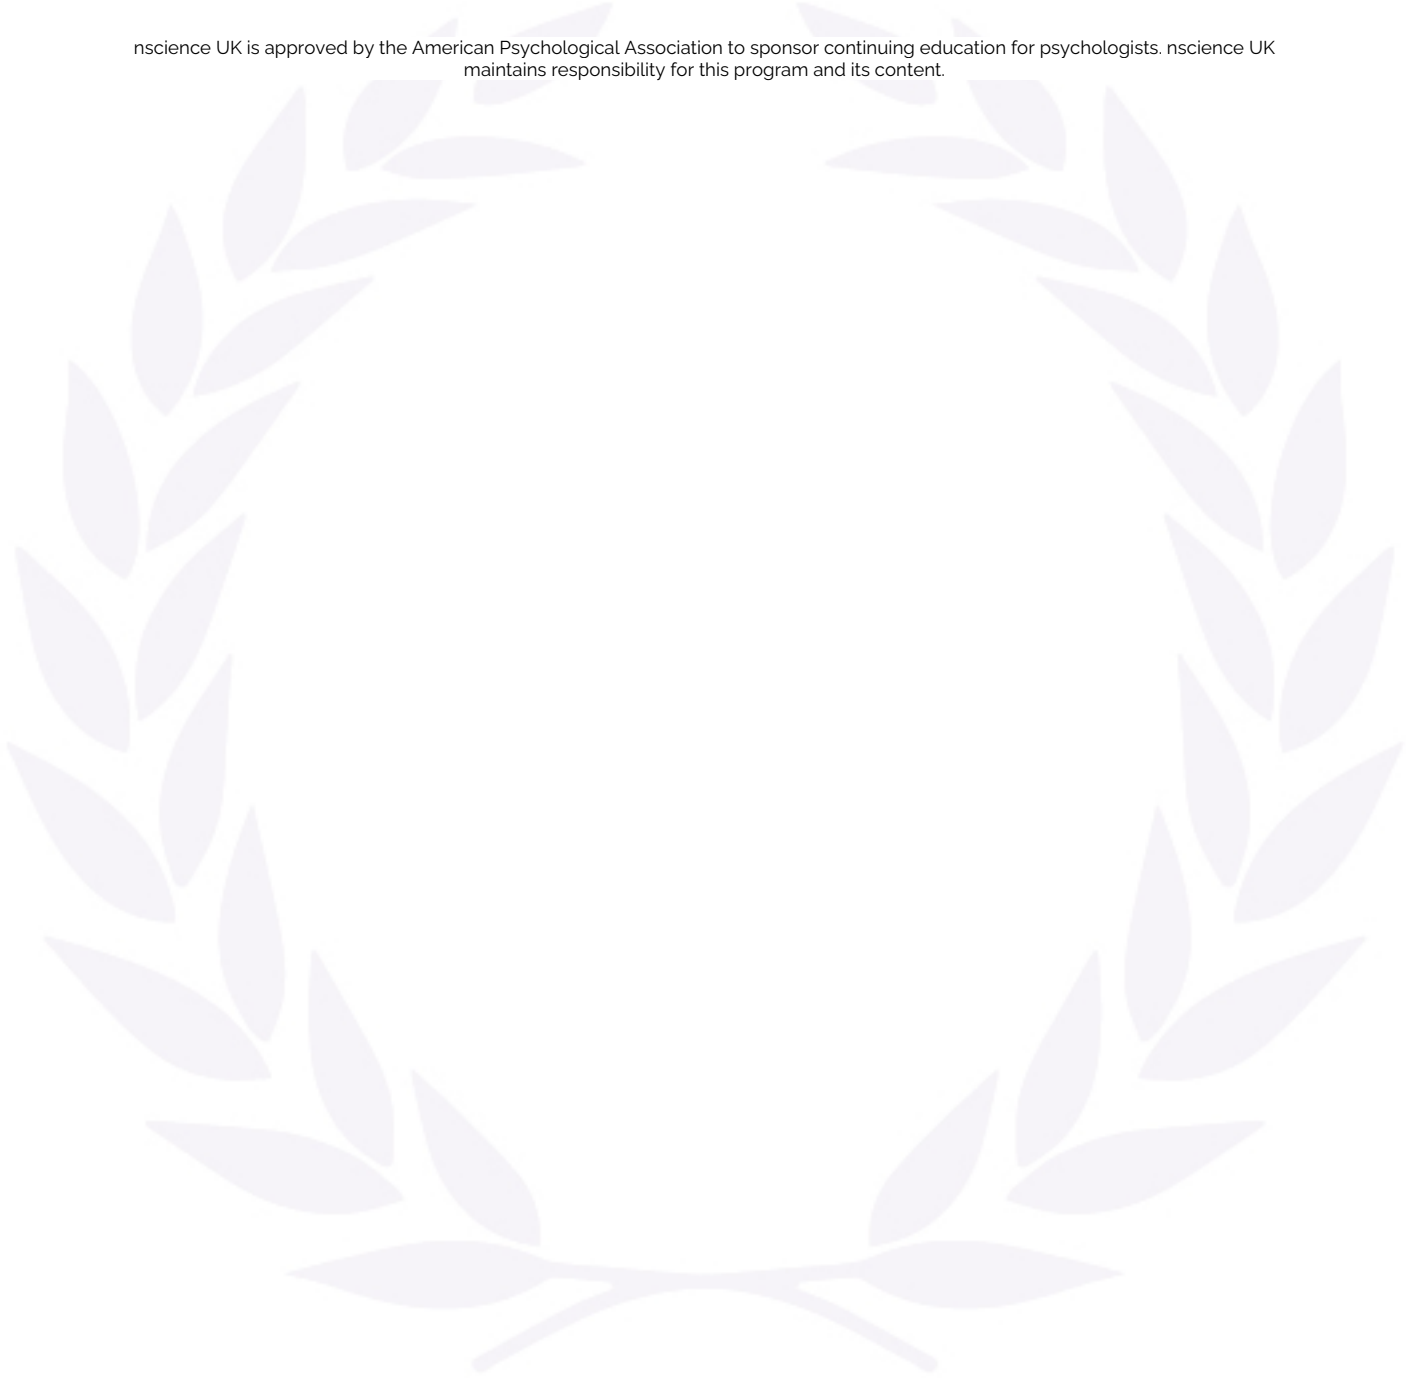 nscience UK is approved by the American Psychological Association to sponsor continuing education for psychologists. nscience UK
maintains responsibility for this program and its content.